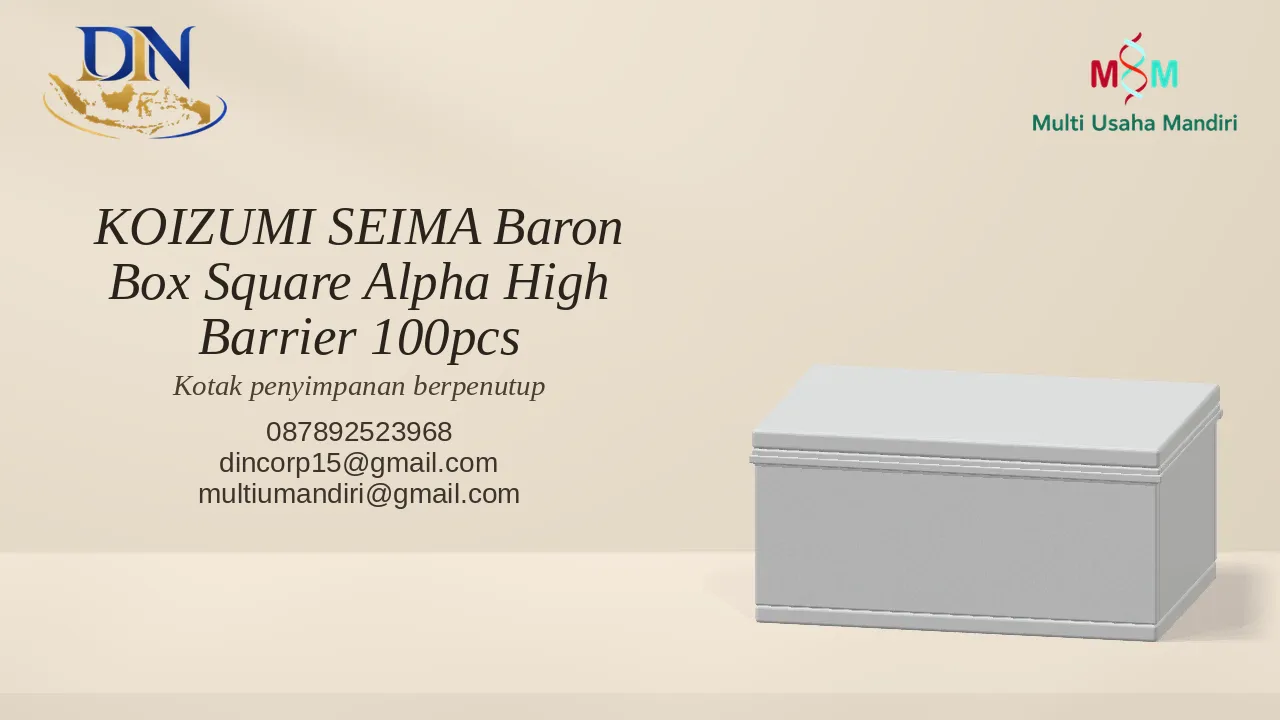 DIN
M M
Multi Usaha Mandiri
KOIZUMI SEIMA Baron
Box Square Alpha High
Barrier 100pcs
Kotak penyimpanan berpenutup
087892523968
dincorp15@gmail.com
multiumandiri@gmail.com